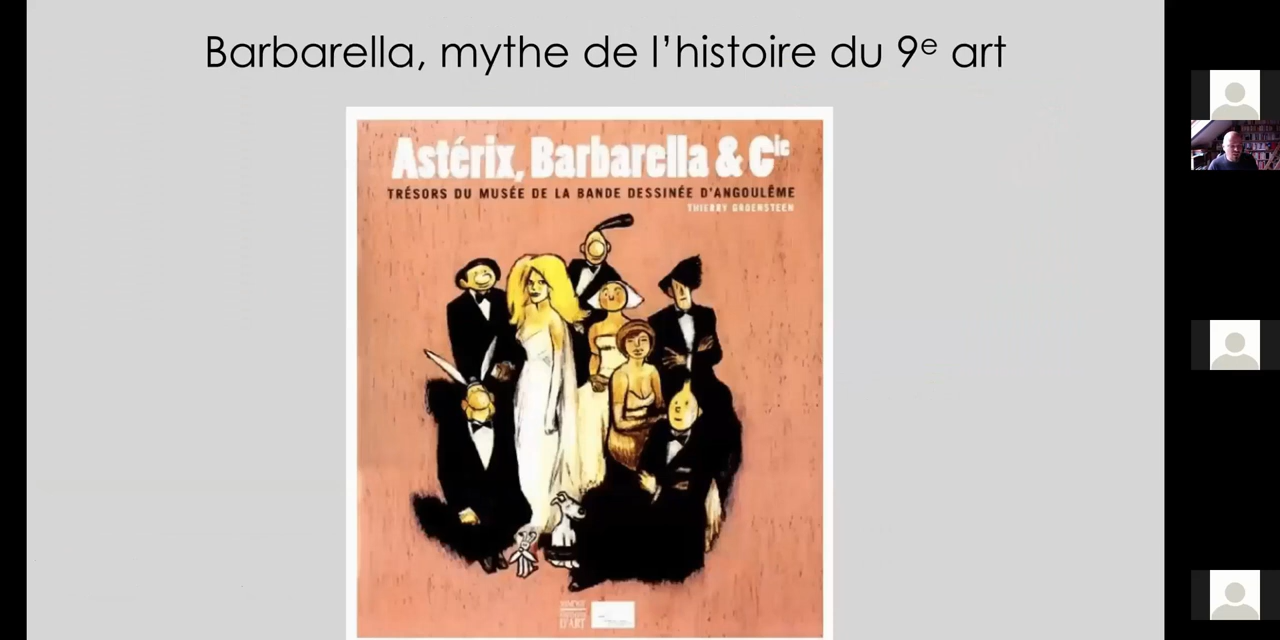 Barbarella, mythe de l’histoire du 9e art
Astérix, Barbarella & Cie
TRÉSORS DU MUSÉE DE LA BANDE DESSINÉE D'ANGOULÊME
THIERRY GROENSTEEN
D'ART